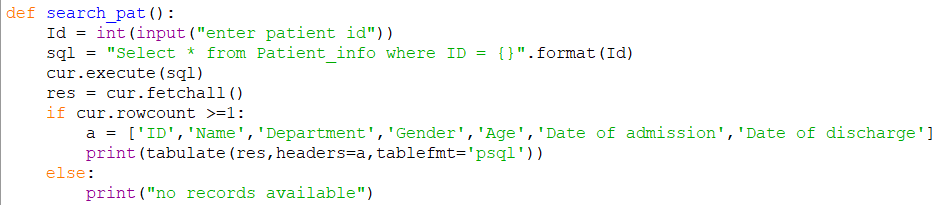 def search_pat():
    Id = int(input("enter patient id"))
    sql = "Select * from Patient_info where ID = {}".format(Id)
    cur.execute(sql)
    res = cur.fetchall()
    if cur.rowcount >=1:
        a = ['ID','Name','Department','Gender','Age','Date of admission','Date of discharge']
        print(tabulate(res,headers=a,tablefmt='psql'))
    else:
        print("no records available")